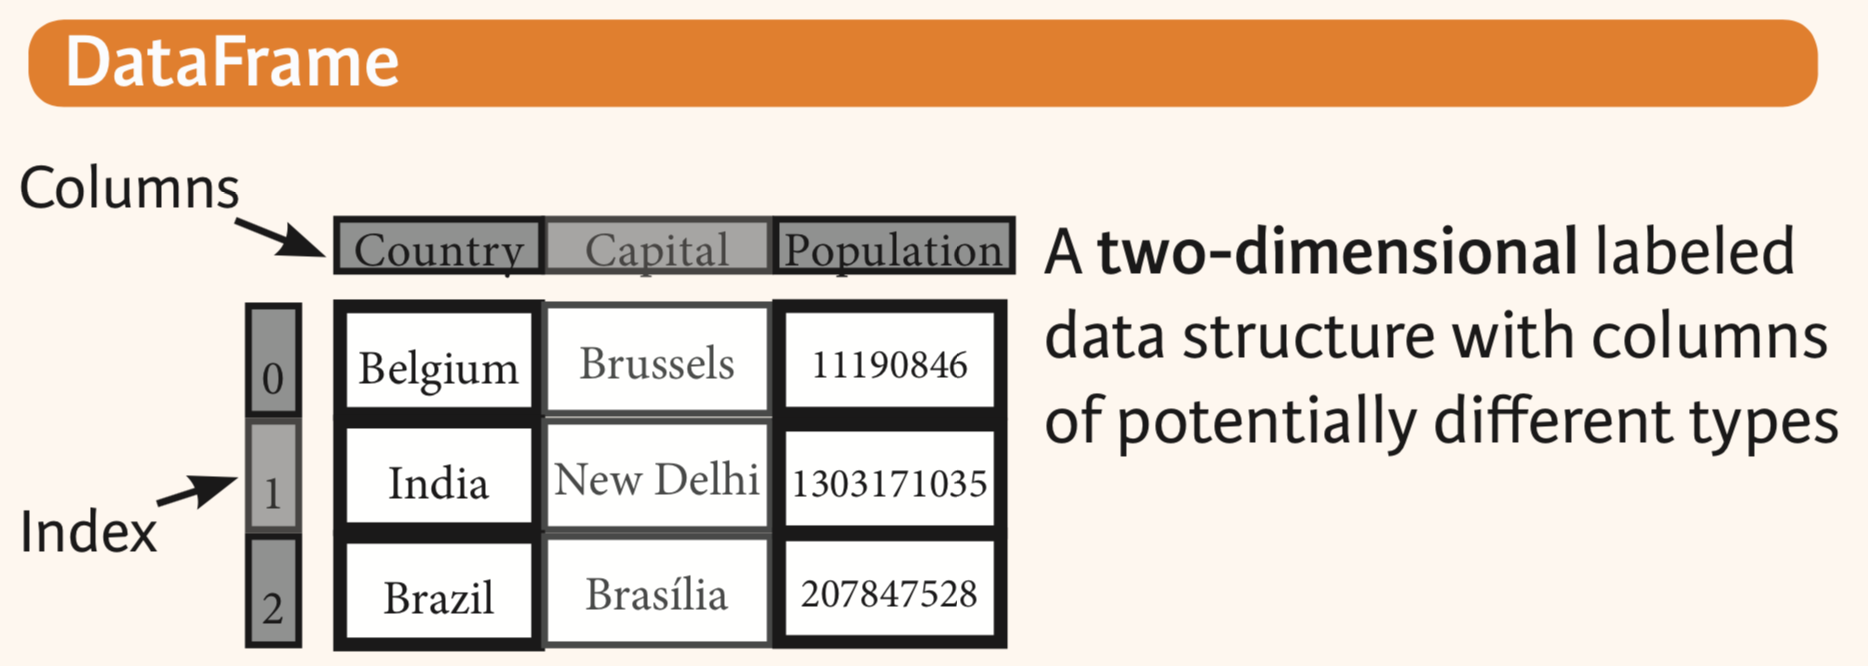 DataFrame
Columns
Country Capital Population
A two-dimensional labeled
data structure with columns
of potentially different types
0 Belgium Brussels 11190846
1 India New Delhi 1303171035
2 Brazil Brasília 207847528
Index